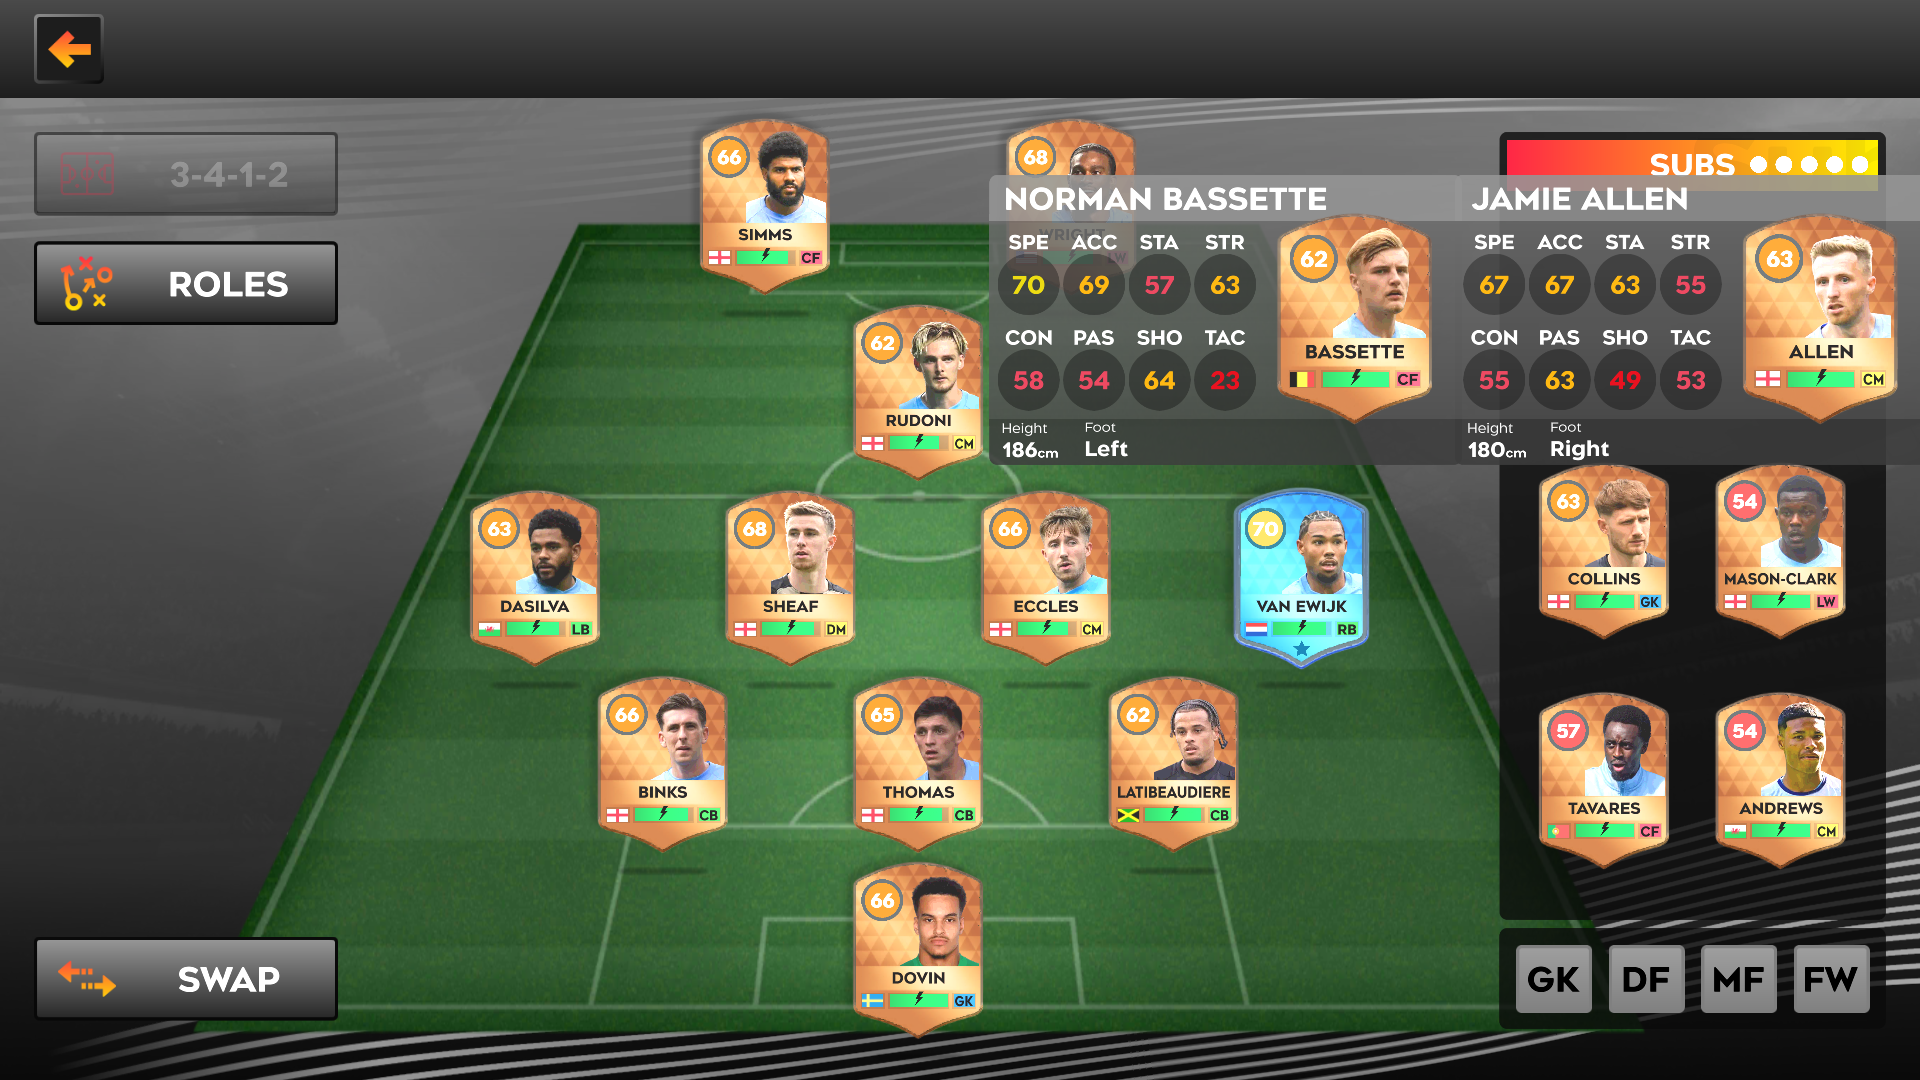 3-4-1-2
ROLES
SWAP
66
SIMMS
CF
68
WRIGHT
LW
62
RUDONI
CM
63
DASILVA
LB
68
SHEAF
DM
66
ECCLES
CM
70
VAN EWIJK
RB
66
BINKS
CB
65
THOMAS
CB
62
LATIBEAUDIERE
CB
66
DOVIN
GK
SUBS
NORMAN BASSETTE
SPE ACC STA STR
70 69 57 63
CON PAS SHO TAC
58 54 64 23
Height Foot
186cm Left
62
BASSETTE
CF
JAMIE ALLEN
SPE ACC STA STR
67 67 63 55
CON PAS SHO TAC
55 63 49 53
Height Foot
180cm Right
63
ALLEN
CM
63
COLLINS
GK
54
MASON-CLARK
LW
57
TAVARES
CF
54
ANDREWS
CM
GK DF MF FW